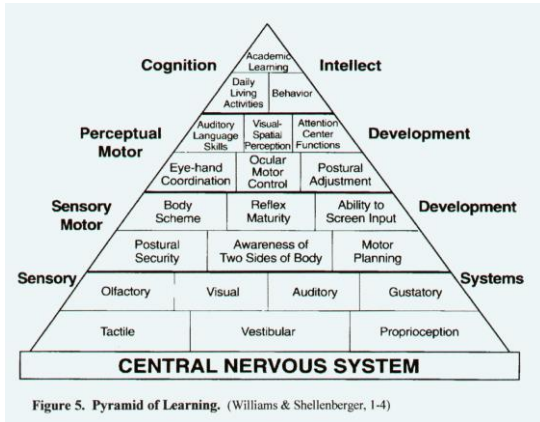 Academic
Learning
Cognition
Intellect
Daily
Living
Activities
Behavior
Perceptual
Motor
Auditory
Language
Skills
Visual-
Spatial
Perception
Attention
Center
Functions
Development
Eye-hand
Coordination
Ocular
Motor
Control
Postural
Adjustment
Sensory
Motor
Body
Scheme
Reflex
Maturity
Ability to
Screen Input
Development
Postural
Security
Awareness of
Two Sides of Body
Motor
Planning
Sensory
Systems
Olfactory
Visual
Auditory
Gustatory
Tactile
Vestibular
Proprioception
CENTRAL NERVOUS SYSTEM
Figure 5. Pyramid of Learning. (Williams & Shellenberger, 1-4)